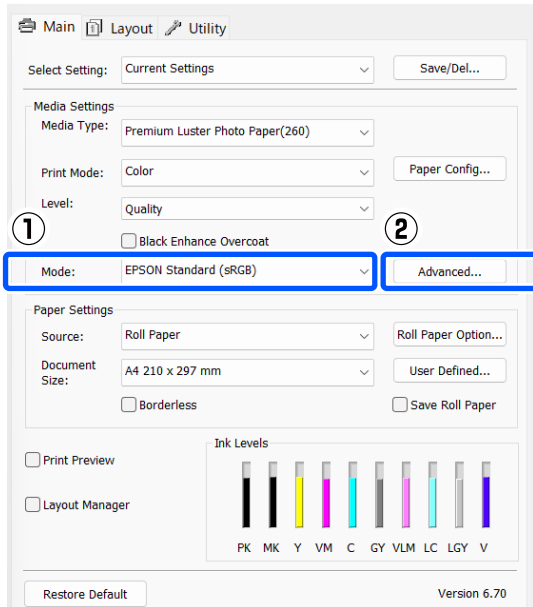 Main Layout Utility
Select Setting: Current Settings Save/Del...
Media Settings
Media Type: Premium Luster Photo Paper(260)
Print Mode: Color Paper Config...
Level: Quality
① ②
Black Enhance Overcoat
Mode: EPSON Standard (sRGB) Advanced...
Paper Settings
Source: Roll Paper Roll Paper Option...
Document
Size: A4 210 x 297 mm User Defined...
Borderless Save Roll Paper
Ink Levels
Print Preview
Layout Manager
PK MK Y VM C GY VLM LC LGY V
Restore Default Version 6.70